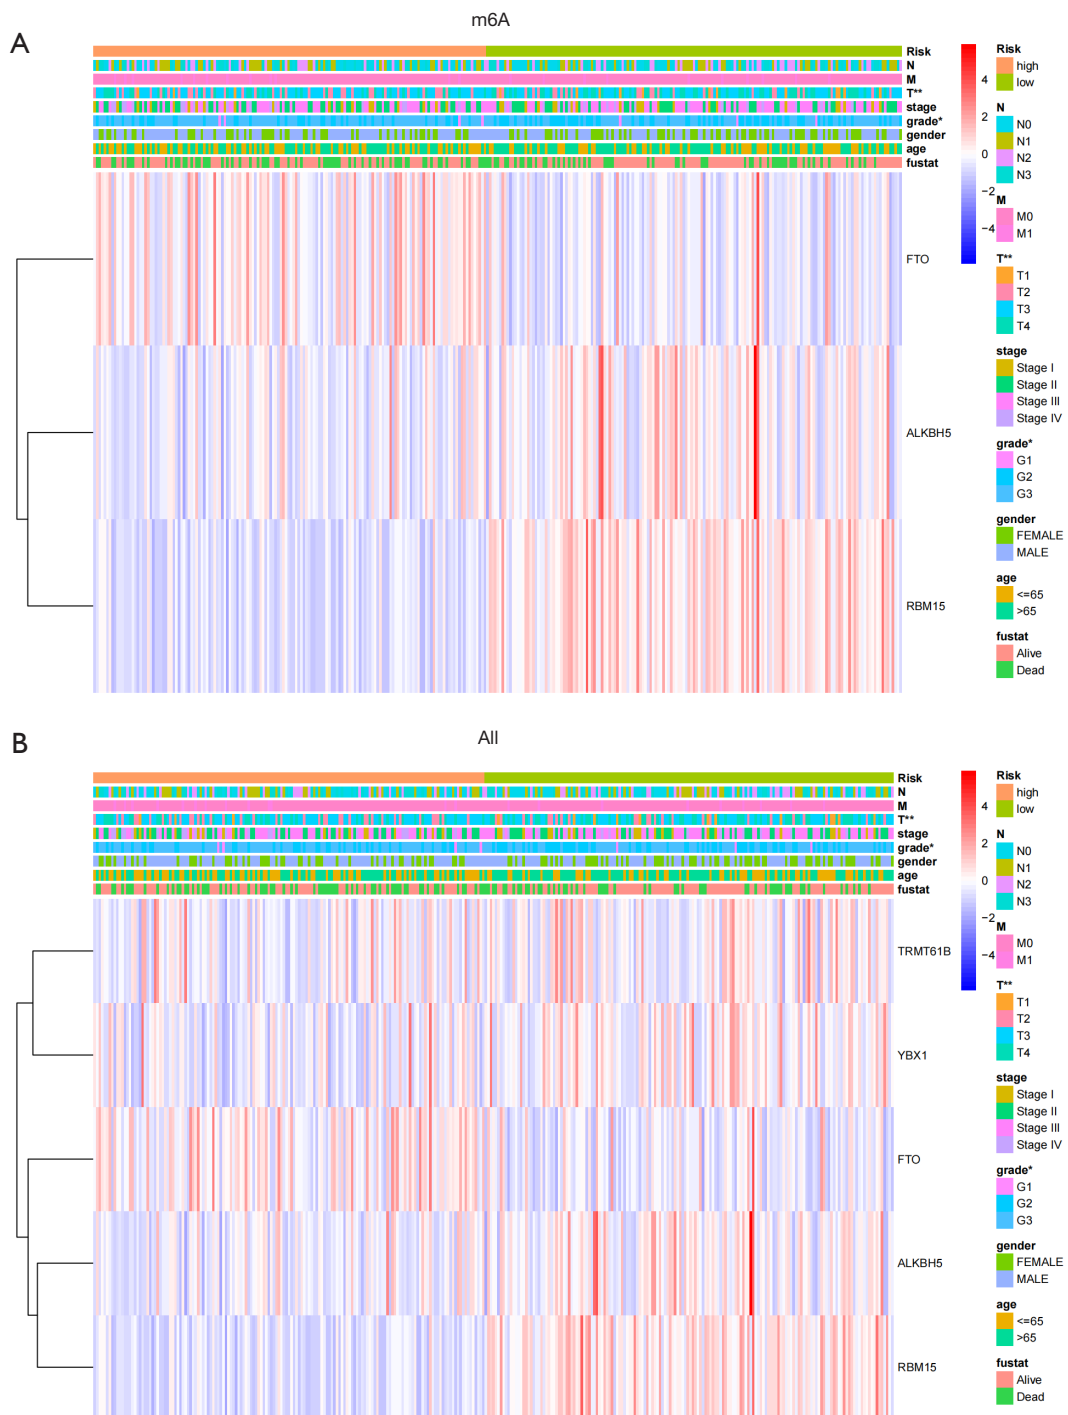 m6A
A
Risk
N
M
T**
stage
grade*
gender
age
fustat
FTO
ALKBH5
RBM15
4
2
0
−2
−4
Risk
high
low
N
N0
N1
N2
N3
M
M0
M1
T**
T1
T2
T3
T4
stage
Stage I
Stage II
Stage III
Stage IV
grade*
G1
G2
G3
gender
FEMALE
MALE
age
<=65
>65
fustat
Alive
Dead
B
All
Risk
N
M
T**
stage
grade*
gender
age
fustat
TRMT61B
YBX1
FTO
ALKBH5
RBM15
4
2
0
−2
−4
Risk
high
low
N
N0
N1
N2
N3
M
M0
M1
T**
T1
T2
T3
T4
stage
Stage I
Stage II
Stage III
Stage IV
grade*
G1
G2
G3
gender
FEMALE
MALE
age
<=65
>65
fustat
Alive
Dead